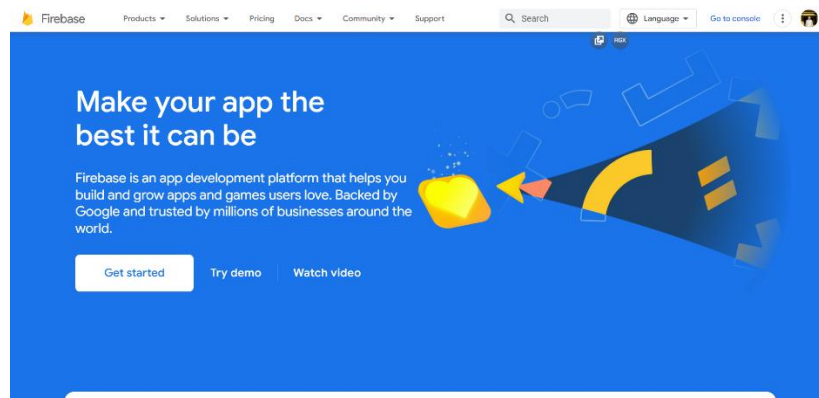 Firebase Products Solutions Pricing Docs Community Support Search Language Go to console
RGX
Make your app the
best it can be
Firebase is an app development platform that helps you
build and grow apps and games users love. Backed by
Google and trusted by millions of businesses around the
world.
Get started Try demo Watch video